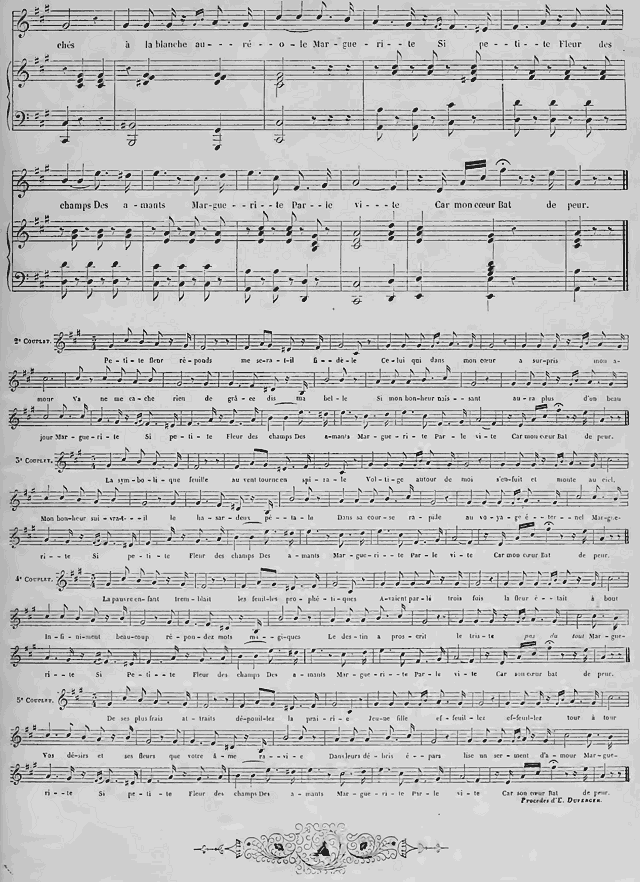 chés à la blanche au--ré--o-le Mar-gue--ri-te Si pe-ti--te Fleur des
champs Des a-mants Mar-gue--ri-te Par-le vi--te Car mon cœur Bat de peur.
2e COUPLET.
Pe-ti-te fleur ré-ponds me se-ra-t-il fi-dè-le Ce-lui qui dans mon cœur a sur-pris mon a-
mour Va ne me ca-che rien de grâ-ce dis ma bel-le Si mon bon-heur nais-sant au-ra plus d'un beau
jour Mar-gue-ri-te Si pe-ti-te Fleur des champs Des a-mants Mar-gue-ri-te Par-le vi-te Car mon cœur Bat de peur.
3e COUPLET.
La sym-bo-li-que feuille au vent tourne en spi-ra-le Vol-ti-ge autour de moi s'en-fuit et monte au ciel.
Mon bon-heur sui-vra-t-il le ha-sar-deux pé-ta-le Dans sa cour-se ra-pide au vo-ya-ge é-ter-nel Mar-gue-
ri-te Si pe-ti-te Fleur des champs Des a-mants Mar-gue-ri-te Par-le vi-te Car mon cœur Bat de peur.
4e COUPLET.
La pauvre en-fant tremblait les feuil-les pro-phé-ti-ques A-vaient par-lé trois fois la fleur é-tait à bout
In-fi-ni-ment beau-coup ré-pon-dez mots ma-gi-ques Le des-tin a pros-crit le tris-te pas du tout Mar-gue-
ri-te Si Pe-ti-te Fleur des champs Des a-mants Mar-gue-ri-te Par-le vi-te Car son cœur Bat de peur.
5e COUPLET.
De ses plus frais at-traits dé-pouil-lez la prai-ri-e Jeu-ne fille ef-feuil-lez ef-feuil-lez tour à tour
Vos dé-sirs et ses fleurs que votre â-me ra-vi-e Dans leurs dé-bris é-pars lise un ser-ment d'a-mour Mar-gue-
ri-te Si pe-ti-te Fleur des champs Des a-mants Mar-gue-ri-te Par-le vi-te Car son cœur Bat de peur.
Procédés d'E. DUVERGER.